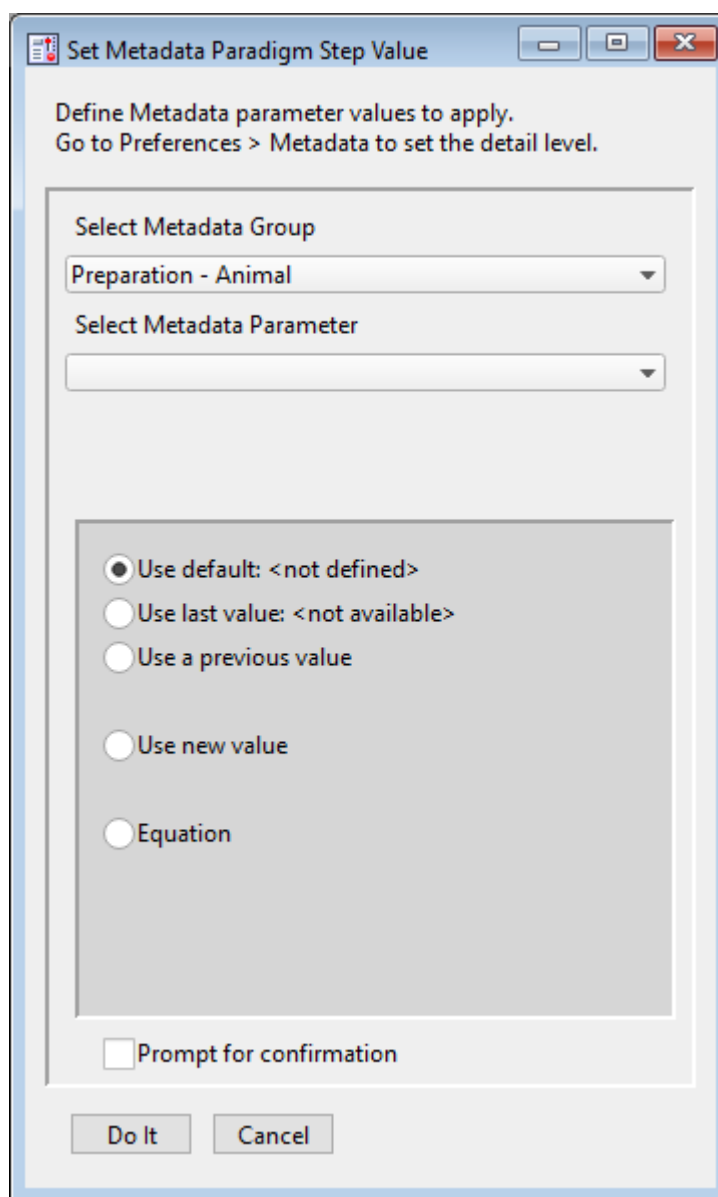 Set Metadata Paradigm Step Value
Define Metadata parameter values to apply.
Go to Preferences > Metadata to set the detail level.
Select Metadata Group
Preparation - Animal
Select Metadata Parameter
Use default: <not defined>
Use last value: <not available>
Use a previous value
Use new value
Equation
Prompt for confirmation
Do It
Cancel